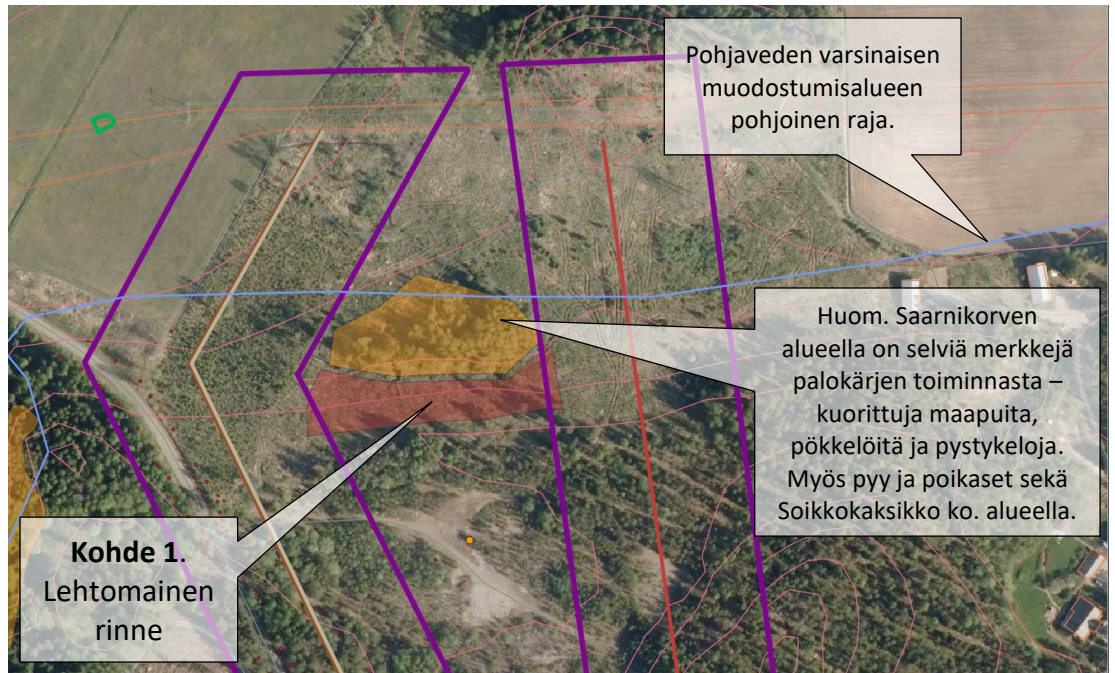 Pohjaveden varsinaisen
muodostumisalueen
pohjoinen raja.
Huom. Saarnikorven
alueella on selviä merkkejä
palokärjen toiminnasta –
kuorittuja maapuita,
pökkelöitä ja pystykeloja.
Myös pyy ja poikaset sekä
Soikkokaksikko ko. alueella.
Kohde 1.
Lehtomainen
rinne